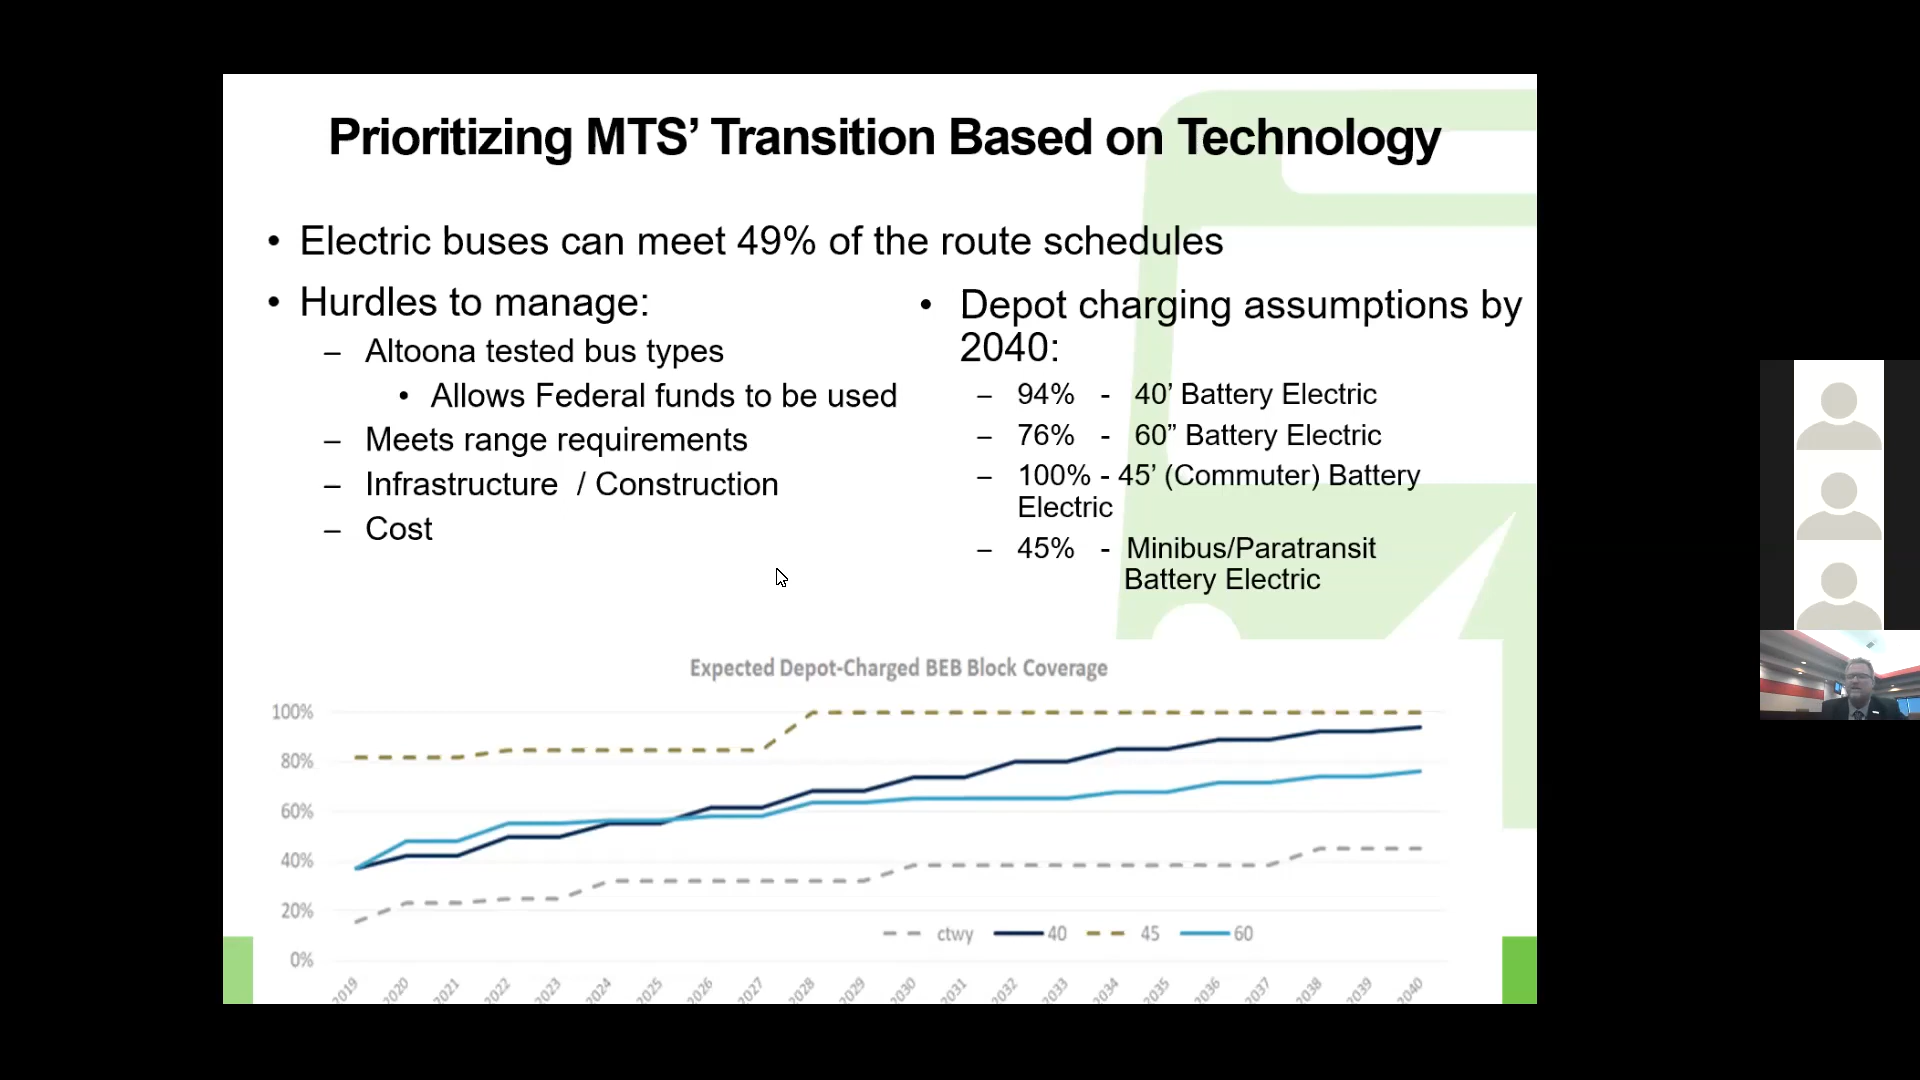 Prioritizing MTS’ Transition Based on Technology
• Electric buses can meet 49% of the route schedules
• Hurdles to manage:
– Altoona tested bus types
• Allows Federal funds to be used
– Meets range requirements
– Infrastructure / Construction
– Cost
• Depot charging assumptions by
2040:
– 94% - 40’ Battery Electric
– 76% - 60” Battery Electric
– 100% - 45’ (Commuter) Battery
Electric
– 45% - Minibus/Paratransit
Battery Electric
Expected Depot-Charged BEB Block Coverage
100%
80%
60%
40%
20%
0%
ctwy 40 45 60
2019 2020 2021 2022 2023 2024 2025 2026 2027 2028 2029 2030 2031 2032 2033 2034 2035 2036 2037 2038 2039 2040